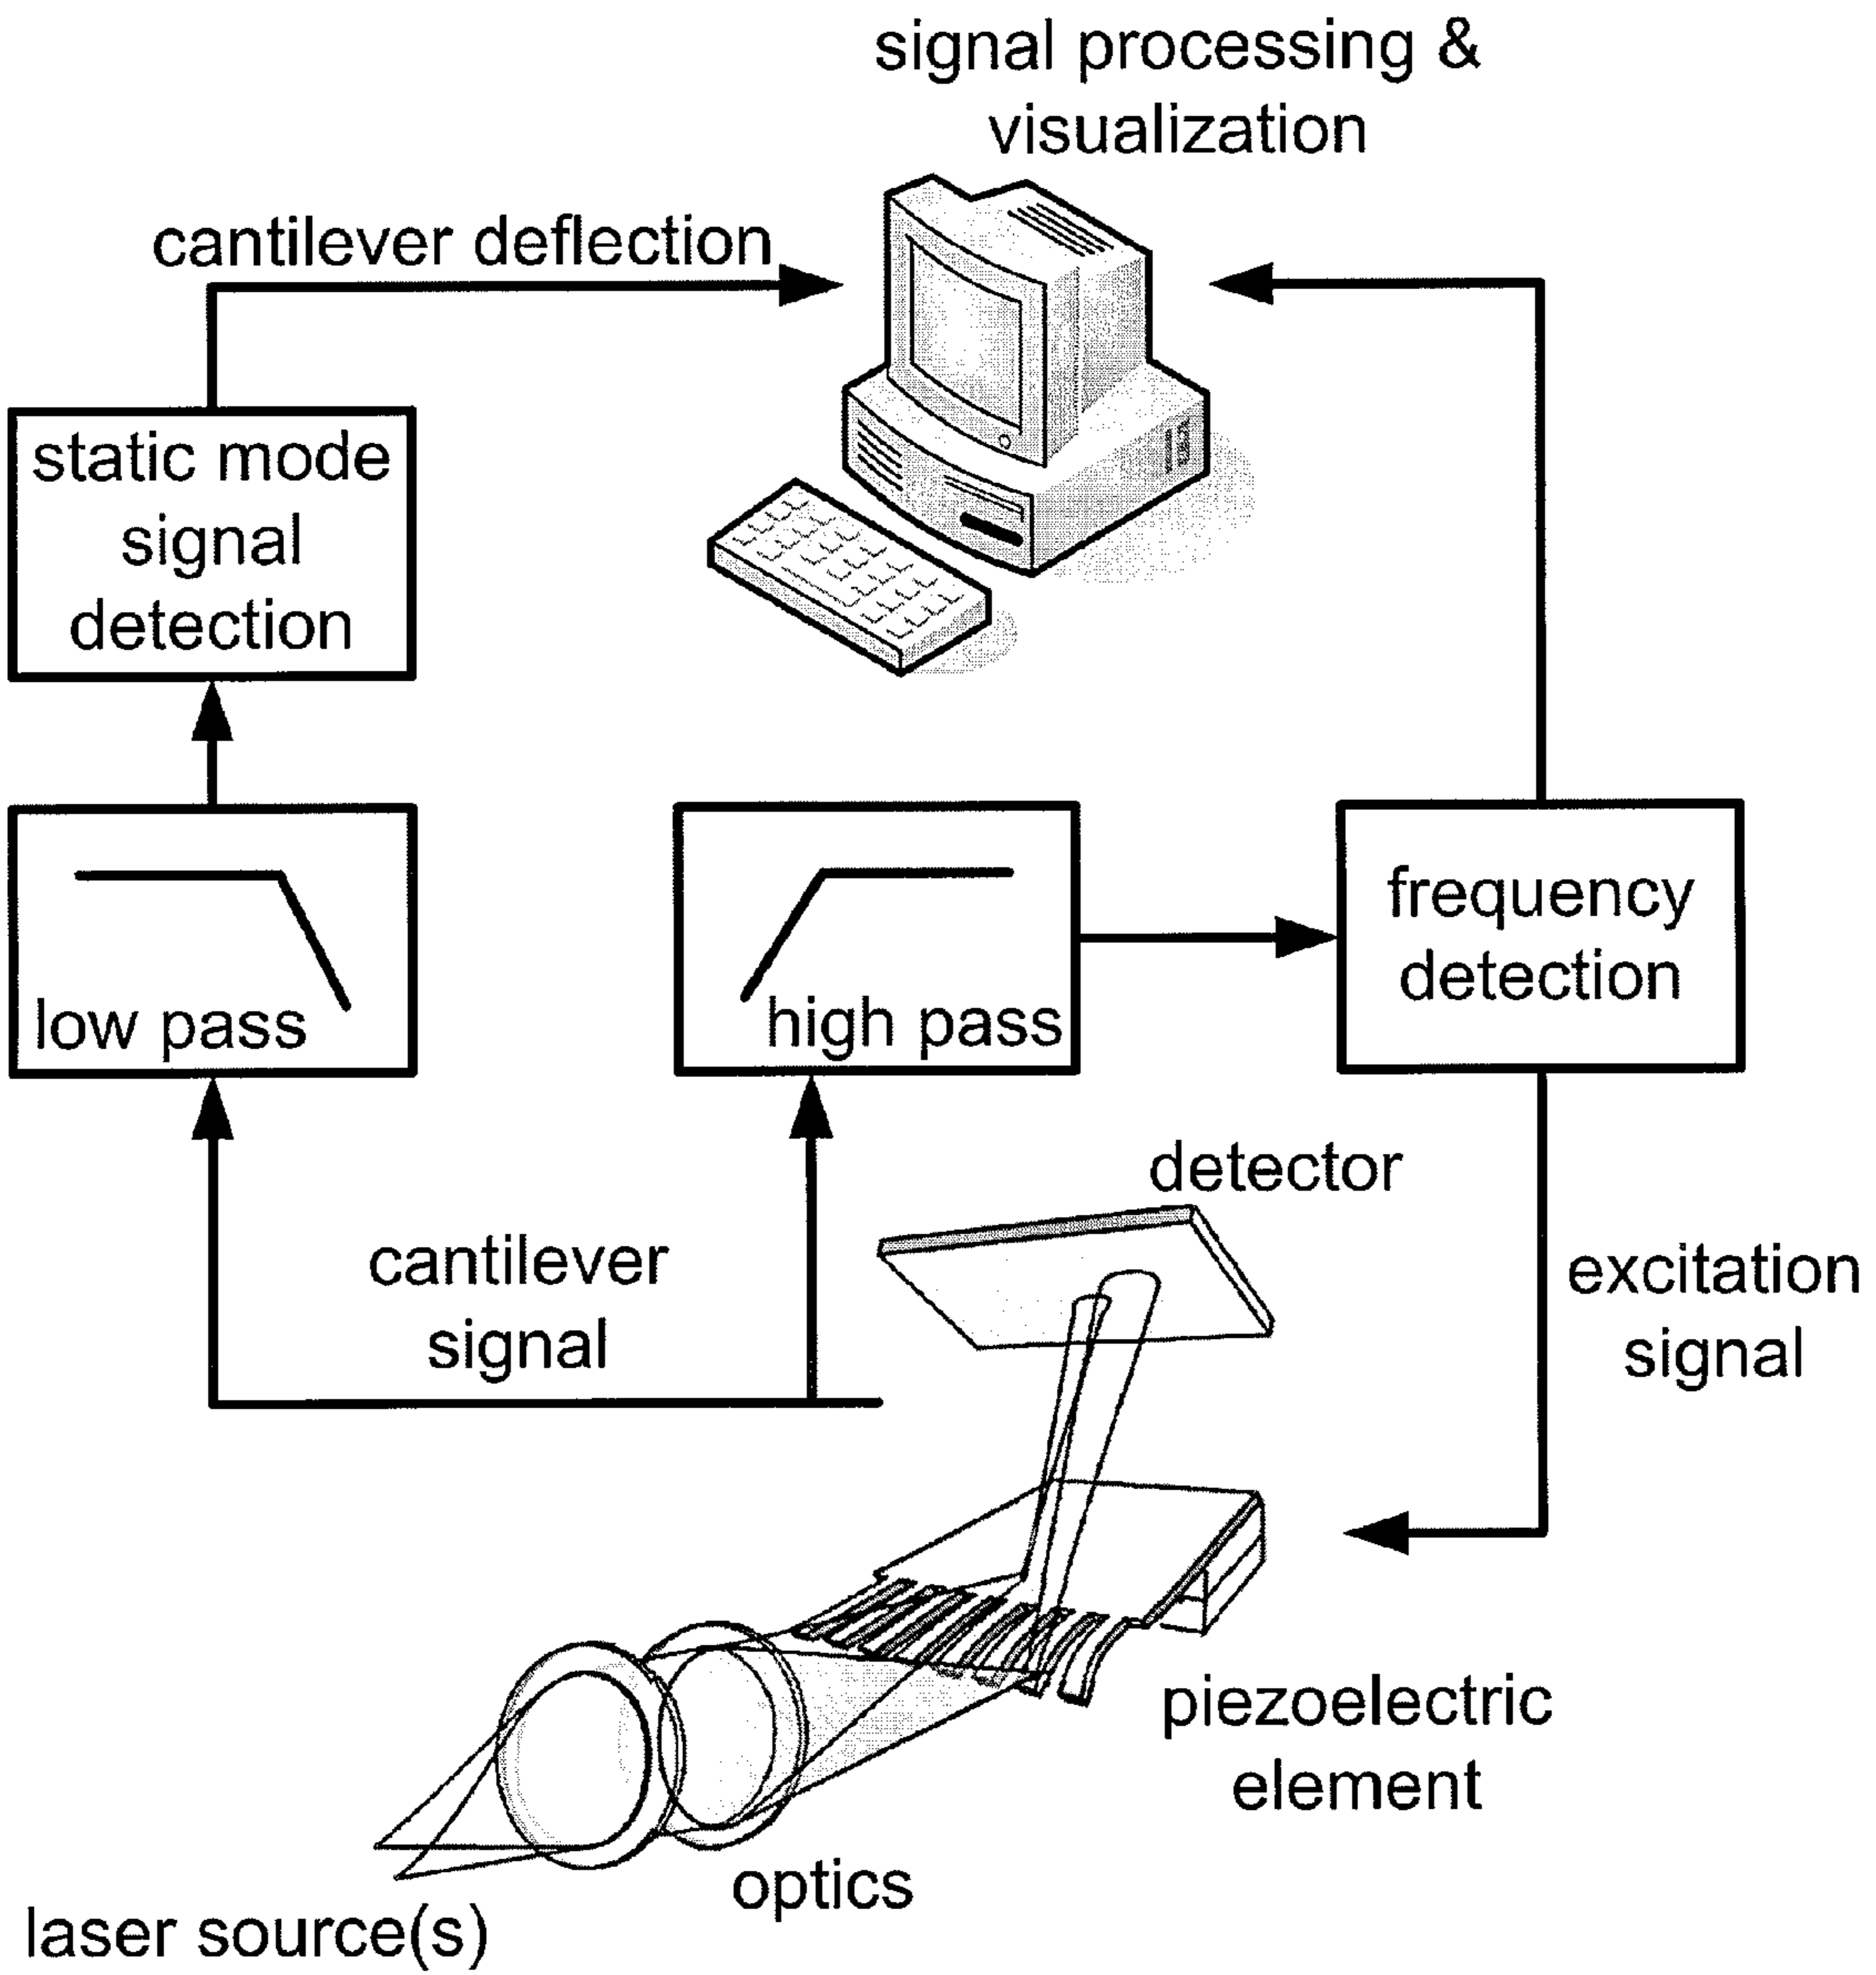 signal processing &
visualization
cantilever deflection
static mode
signal
detection
low pass
high pass
frequency
detection
detector
cantilever
signal
excitation
signal
piezoelectric
element
optics
laser source(s)